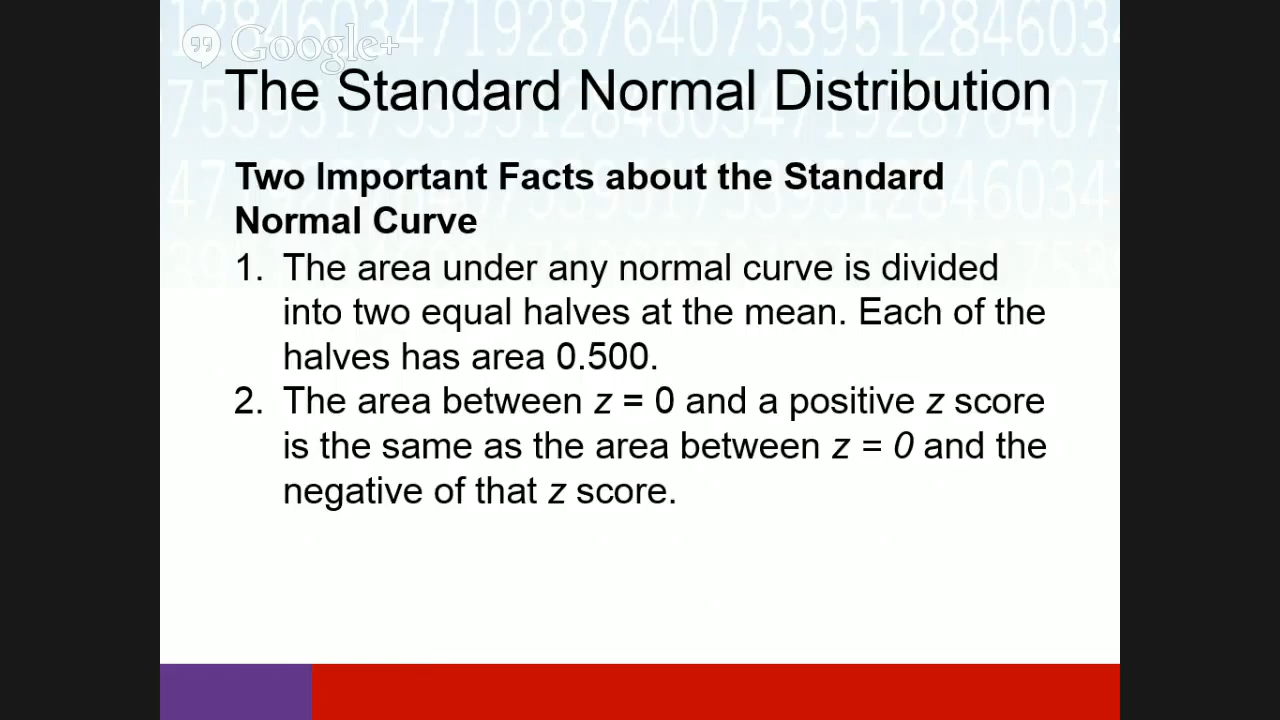 Google+
The Standard Normal Distribution
Two Important Facts about the Standard
Normal Curve
1. The area under any normal curve is divided
into two equal halves at the mean. Each of the
halves has area 0.500.
2. The area between z = 0 and a positive z score
is the same as the area between z = 0 and the
negative of that z score.